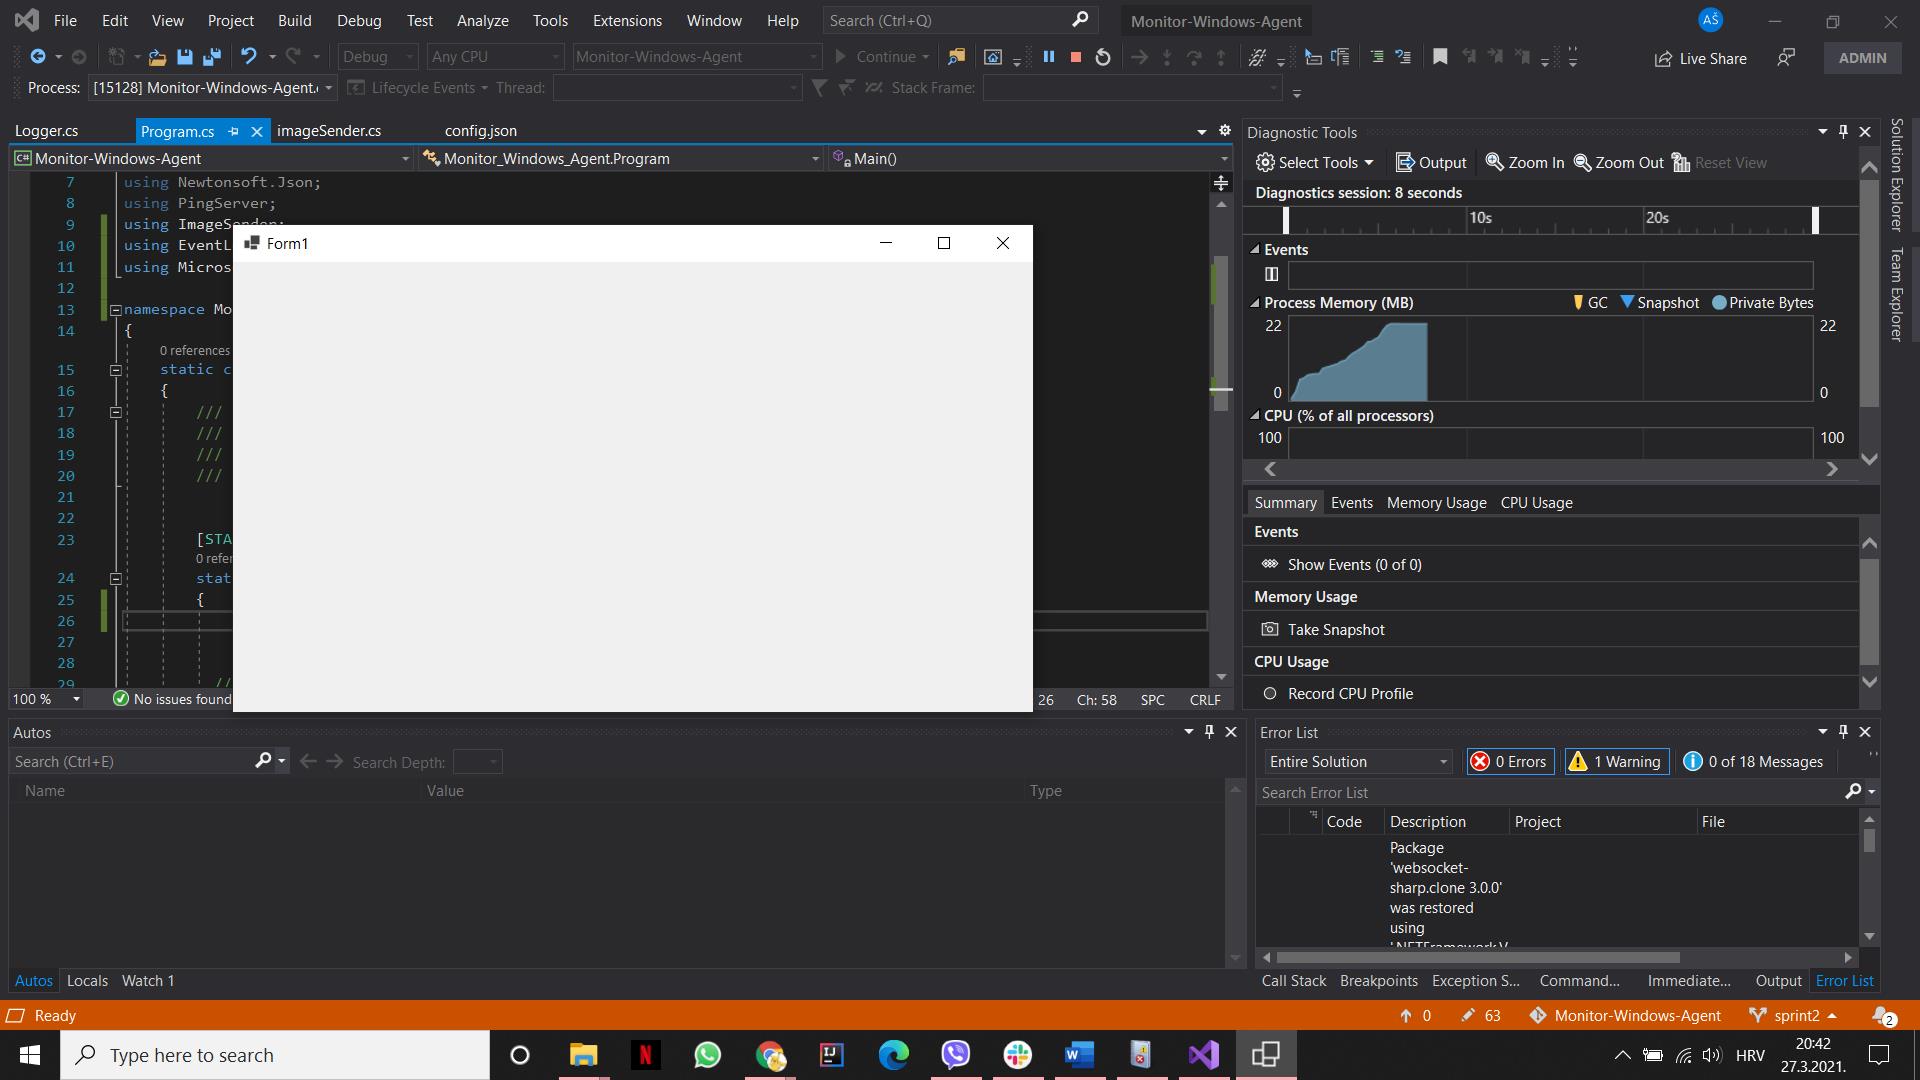 File Edit View Project Build Debug Test Analyze Tools Extensions Window Help Search (Ctrl+Q) Monitor-Windows-Agent AŠ
Debug Any CPU Monitor-Windows-Agent Continue Live Share ADMIN
Process: [15128] Monitor-Windows-Agent. Lifecycle Events Thread: Stack Frame:
Logger.cs Program.cs imageSender.cs config.json
Monitor-Windows-Agent Monitor_Windows_Agent.Program Main()
7 using Newtonsoft.Json;
8 using PingServer;
9 using ImageSender;
10 using EventL
11 using Micros
12
13 namespace Mo
14 {
0 references
15 static c
16 {
17 ///
18 ///
19 ///
20 ///
21
22
23 [STA
0 refer
24 stat
25 {
26
27
28
29 //
Form1
100 % No issues found 26 Ch: 58 SPC CRLF
Diagnostic Tools
Select Tools Output Zoom In Zoom Out Reset View
Diagnostics session: 8 seconds
10s 20s
Events
Process Memory (MB) GC Snapshot Private Bytes
22 22
0 0
CPU (% of all processors)
100 100
Summary Events Memory Usage CPU Usage
Events
Show Events (0 of 0)
Memory Usage
Take Snapshot
CPU Usage
Record CPU Profile
Solution Explorer
Team Explorer
Autos
Search (Ctrl+E) Search Depth:
Name Value Type
Autos Locals Watch 1
Error List
Entire Solution 0 Errors 1 Warning 0 of 18 Messages
Search Error List
Code Description Project File
Package
'websocket-
sharp.clone 3.0.0'
was restored
using
'.NETFramework,V
Call Stack Breakpoints Exception S... Command... Immediate... Output Error List
Ready 0 63 Monitor-Windows-Agent sprint2 2
Type here to search HRV 20:42
27.3.2021.